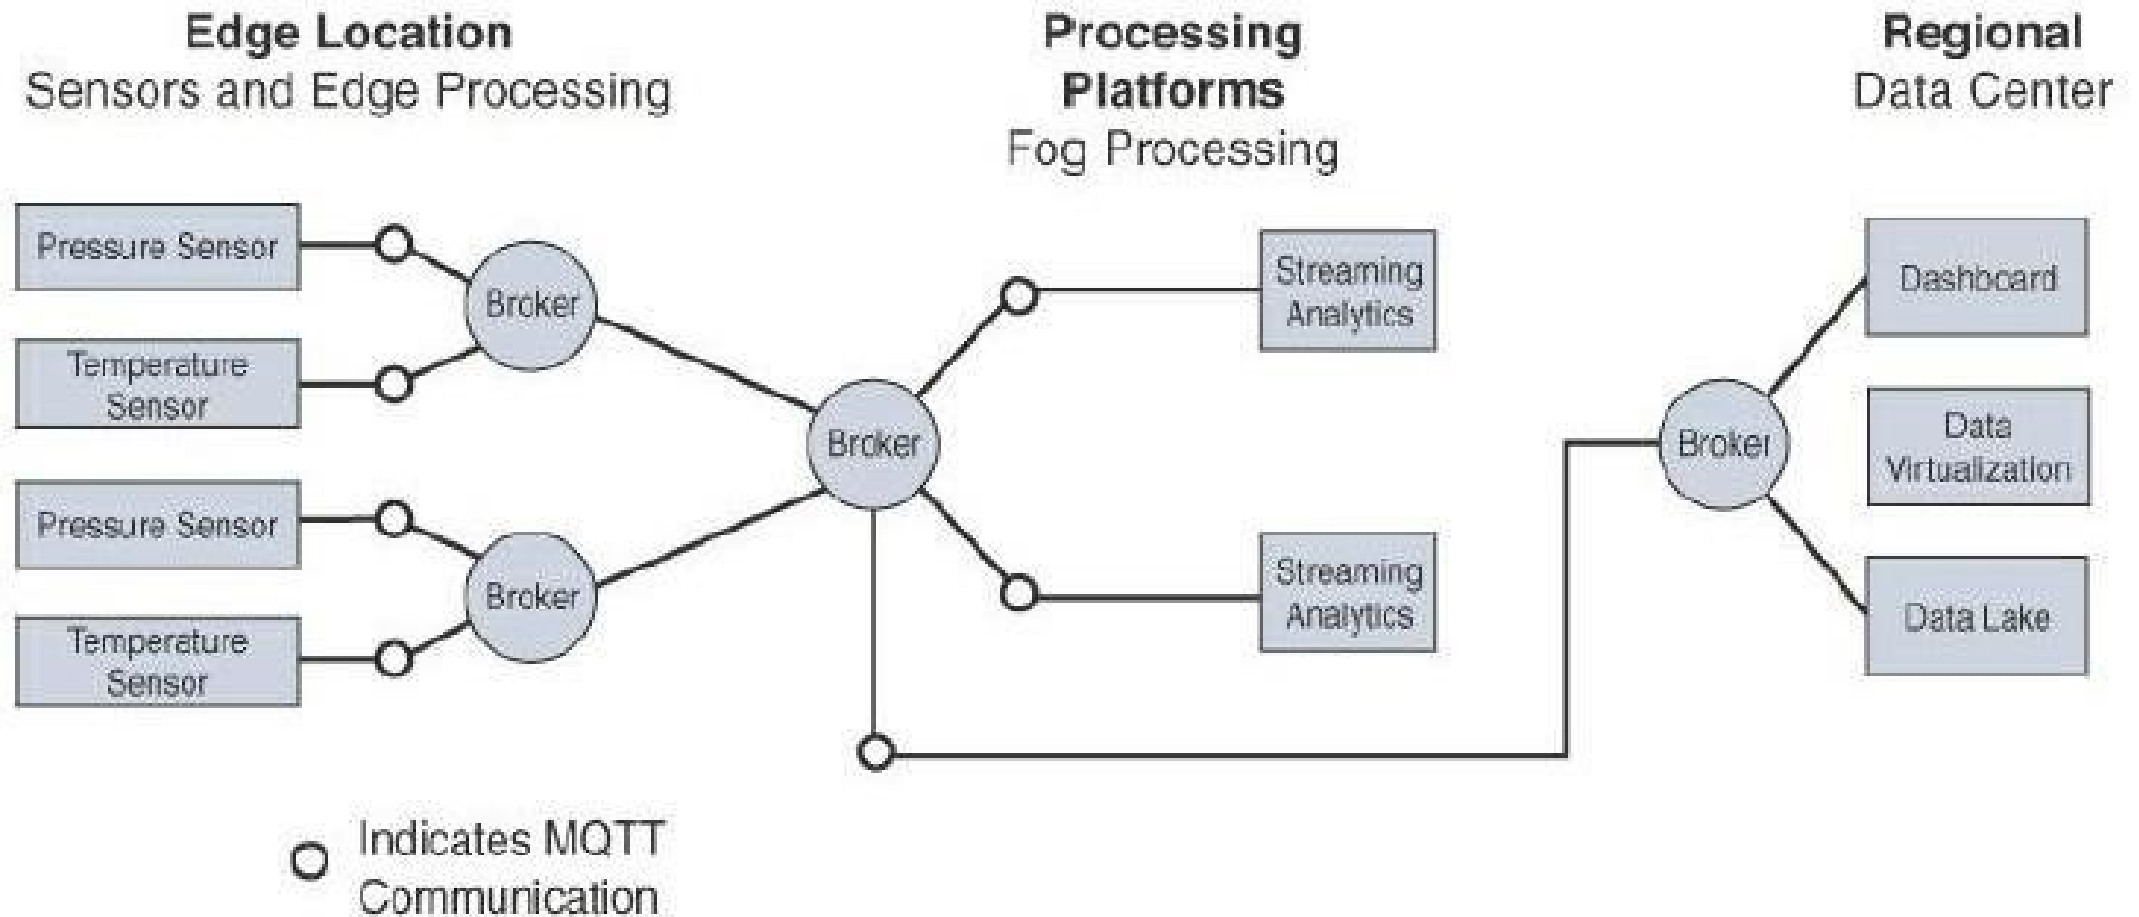 Edge Location
Sensors and Edge Processing
Processing
Platforms
Fog Processing
Regional
Data Center
Pressure Sensor
Temperature
Sensor
Pressure Sensor
Temperature
Sensor
Broker
Broker
Broker
Streaming
Analytics
Streaming
Analytics
Broker
Dashboard
Data
Virtualization
Data Lake
Indicates MQTT
Communication